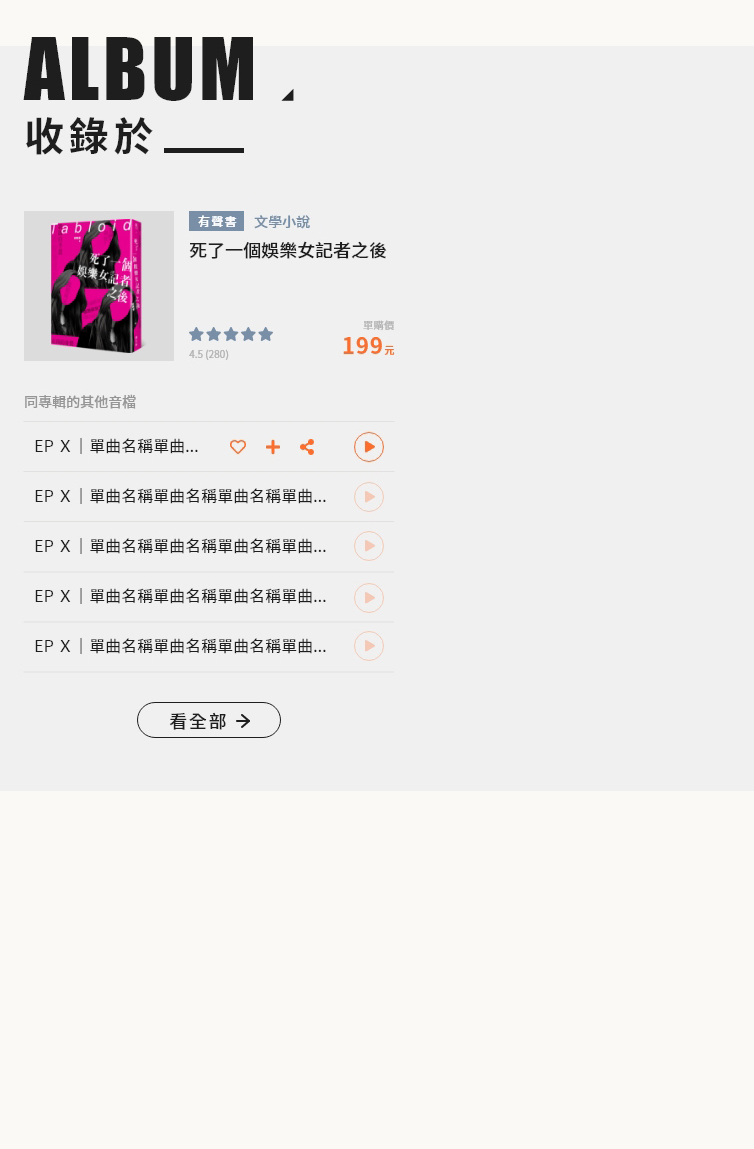 ALBUM
收錄於
有聲書 文學小說
死了一個娛樂女記者之後
Tabloid
死了一個
娛樂女記者
之後
單購價
199元
4.5 (280)
同專輯的其他音檔
EP X｜單曲名稱單曲...
EP X｜單曲名稱單曲名稱單曲名稱單曲...
EP X｜單曲名稱單曲名稱單曲名稱單曲...
EP X｜單曲名稱單曲名稱單曲名稱單曲...
EP X｜單曲名稱單曲名稱單曲名稱單曲...
看全部